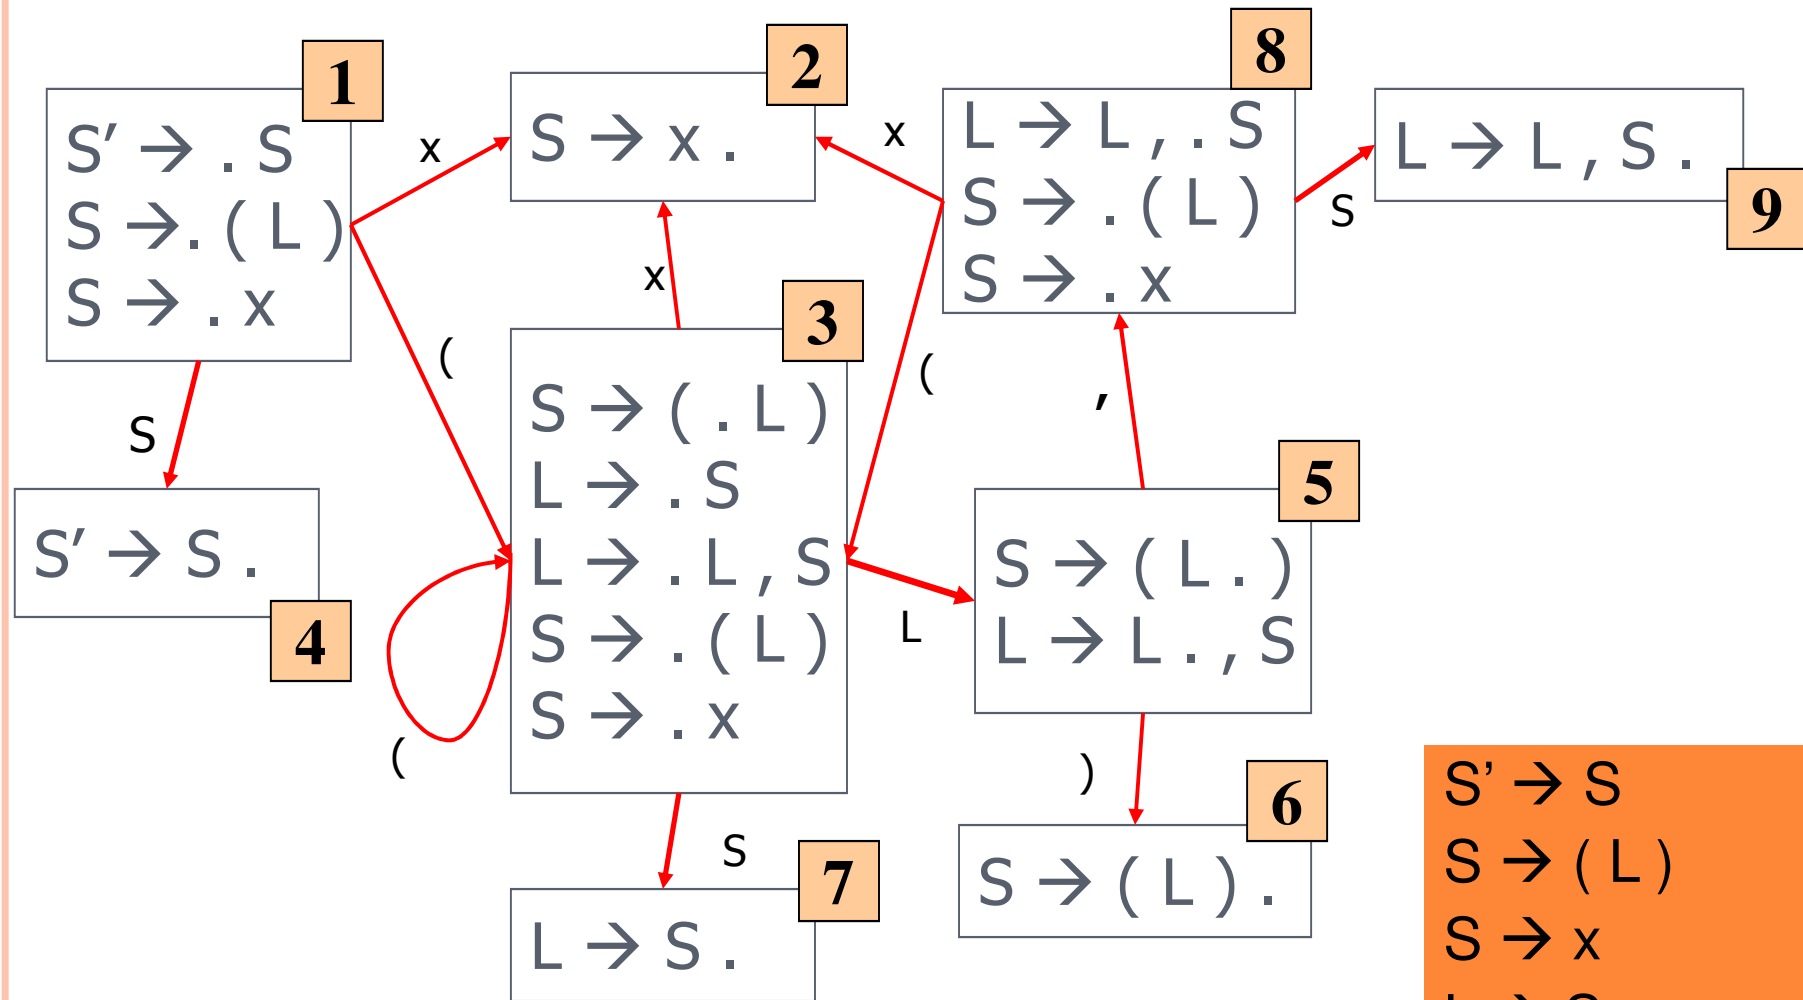 1
S′ → . S
S → . ( L )
S → . x
x
(
S
S′ → S .
4
2
S → x .
x
3
S → ( . L )
L → . S
L → . L , S
S → . ( L )
S → . x
(
S
7
L → S .
8
L → L , . S
S → . ( L )
S → . x
x
(
S
L → L , S .
9
,
L
5
S → ( L . )
L → L . , S
)
6
S → ( L ) .
S’ → S
S → ( L )
S → x